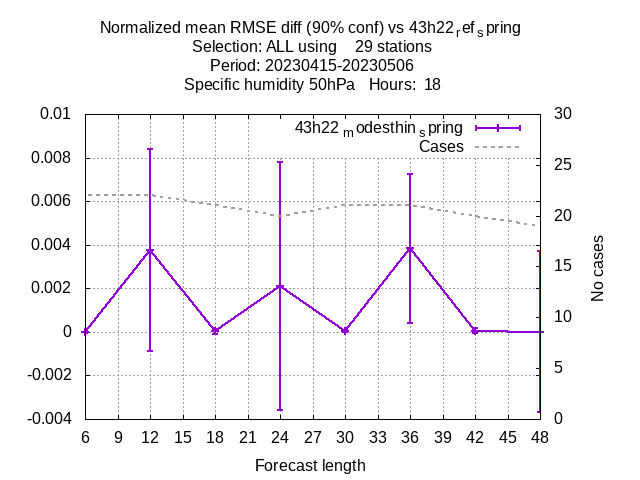 Normalized mean RMSE diff (90% conf) vs 43h22refspring
Selection: ALL using 29 stations
Period: 20230415-20230506
Specific humidity 50hPa Hours: 18
0.01
0.008
0.006
0.004
0.002
0
-0.002
-0.004
43h22modesthinspring
Cases
30
25
20
15
10
5
0
No cases
6 9 12 15 18 21 24 27 30 33 36 39 42 45 48
Forecast length